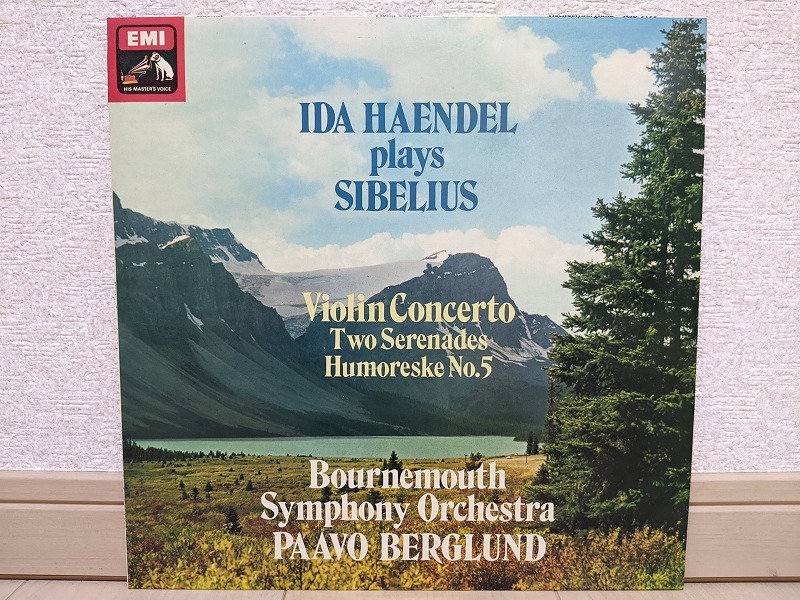 EMI
HIS MASTER'S VOICE
IDA HAENDEL
plays
SIBELIUS
Violin Concerto
Two Serenades
Humoreske No.5
Bournemouth
Symphony Orchestra
PAAVO BERGLUND